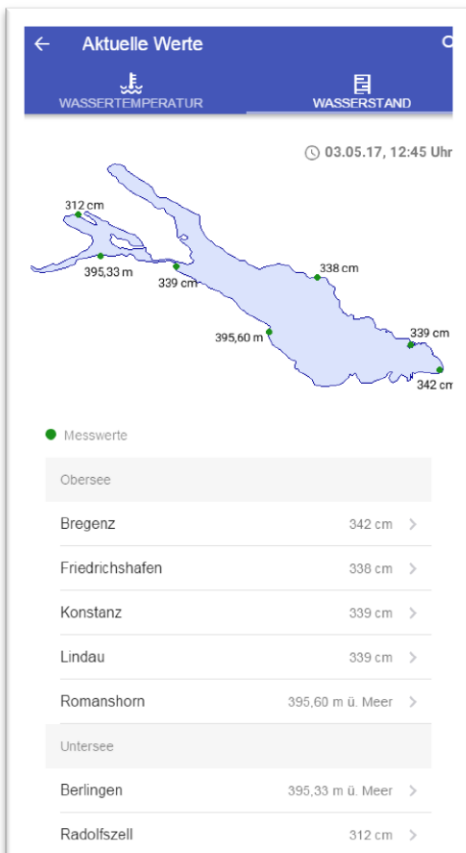 Aktuelle Werte
WASSERTEMPERATUR WASSERSTAND
03.05.17, 12:45 Uhr
312 cm
395,33 m
339 cm
338 cm
395,60 m
339 cm
342 cm
Messwerte
Obersee
Bregenz 342 cm
Friedrichshafen 338 cm
Konstanz 339 cm
Lindau 339 cm
Romanshorn 395,60 m ü. Meer
Untersee
Berlingen 395,33 m ü. Meer
Radolfszell 312 cm